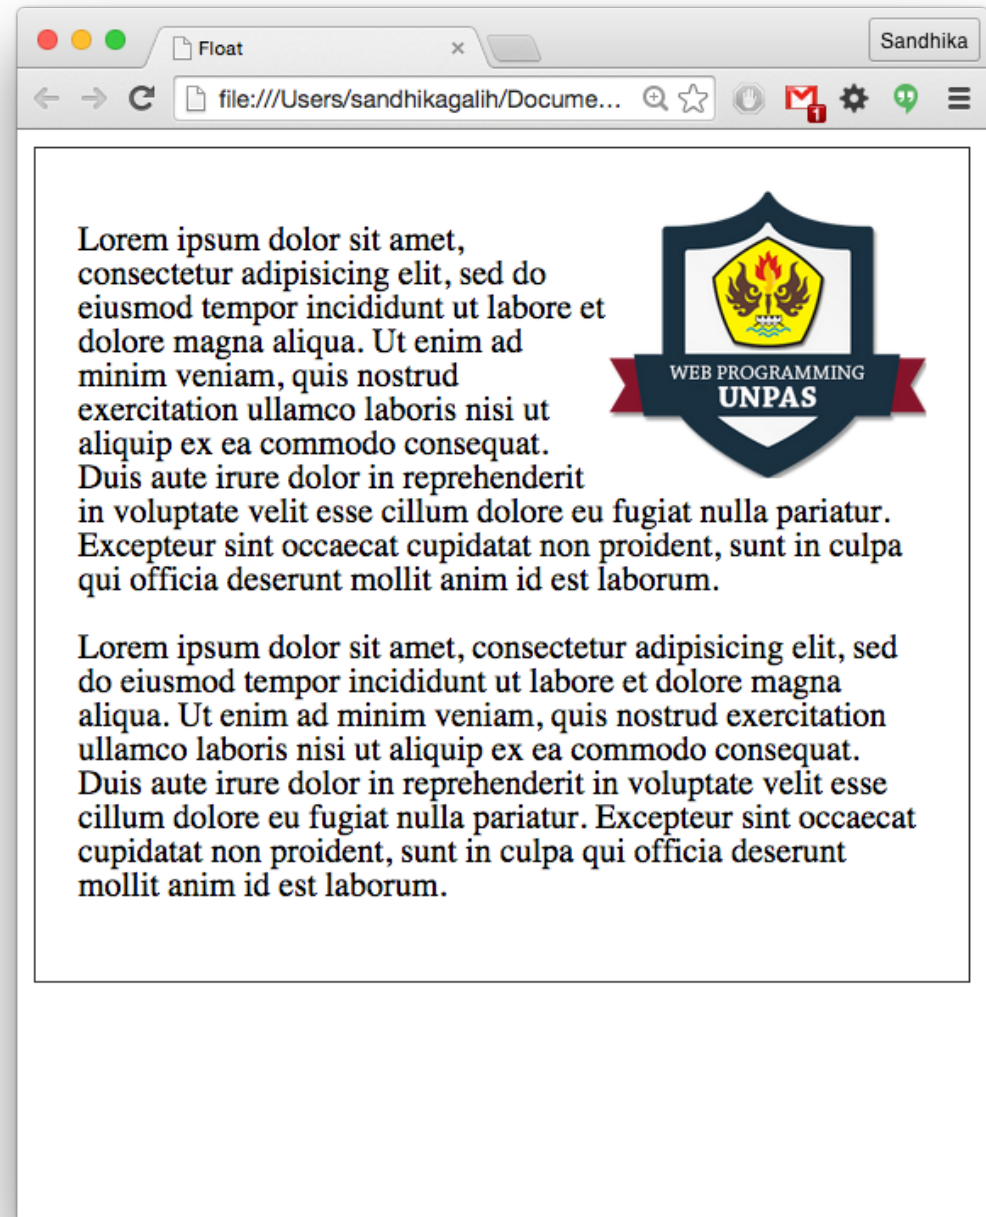 Float
Sandhika
file:///Users/sandhikagalih/Docume...
1
Lorem ipsum dolor sit amet,
consectetur adipisicing elit, sed do
eiusmod tempor incididunt ut labore et
dolore magna aliqua. Ut enim ad
minim veniam, quis nostrud
exercitation ullamco laboris nisi ut
aliquip ex ea commodo consequat.
Duis aute irure dolor in reprehenderit
in voluptate velit esse cillum dolore eu fugiat nulla pariatur.
Excepteur sint occaecat cupidatat non proident, sunt in culpa
qui officia deserunt mollit anim id est laborum.
WEB PROGRAMMING
UNPAS
Lorem ipsum dolor sit amet, consectetur adipisicing elit, sed
do eiusmod tempor incididunt ut labore et dolore magna
aliqua. Ut enim ad minim veniam, quis nostrud exercitation
ullamco laboris nisi ut aliquip ex ea commodo consequat.
Duis aute irure dolor in reprehenderit in voluptate velit esse
cillum dolore eu fugiat nulla pariatur. Excepteur sint occaecat
cupidatat non proident, sunt in culpa qui officia deserunt
mollit anim id est laborum.